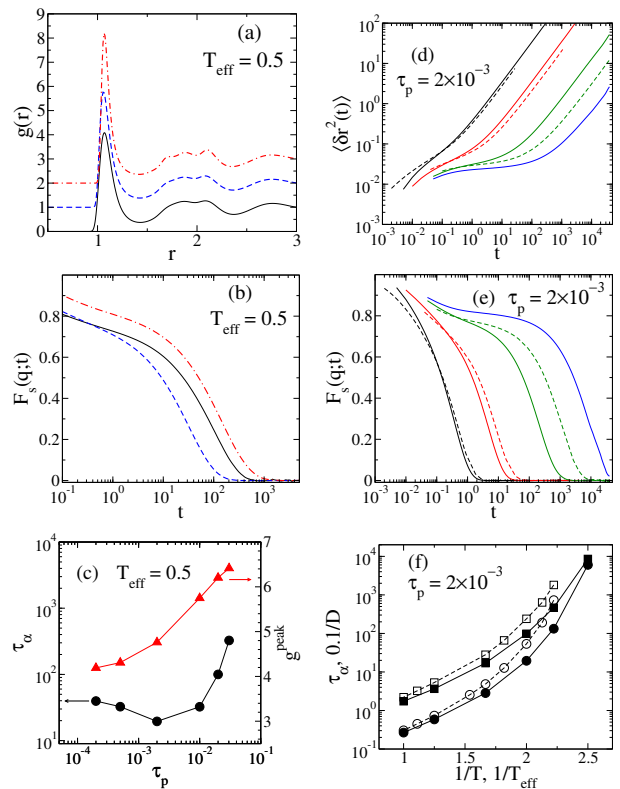 (a)
T_eff = 0.5
g(r)
9
8
7
6
5
4
3
2
1
0
1
2
3
r
(d)
τ_p = 2×10^-3
⟨δr^2(t)⟩
10^2
10^1
10^0
10^-1
10^-2
10^-3
10^-3 10^-2 10^-1 10^0 10^1 10^2 10^3 10^4
t
(b)
T_eff = 0.5
F_s(q;t)
0.8
0.6
0.4
0.2
0
10^-1 10^0 10^1 10^2 10^3
t
(e)
τ_p = 2×10^-3
F_s(q;t)
0.8
0.6
0.4
0.2
0
10^-3 10^-2 10^-1 10^0 10^1 10^2 10^3 10^4
t
(c) T_eff = 0.5
τ_α
10^4
10^3
10^2
10^1
g^peak
7
6
5
4
3
10^-4 10^-3 10^-2 10^-1
τ_p
(f)
τ_p = 2×10^-3
τ_α, 0.1/D
10^4
10^3
10^2
10^1
10^0
10^-1
1 1.5 2 2.5
1/T, 1/T_eff